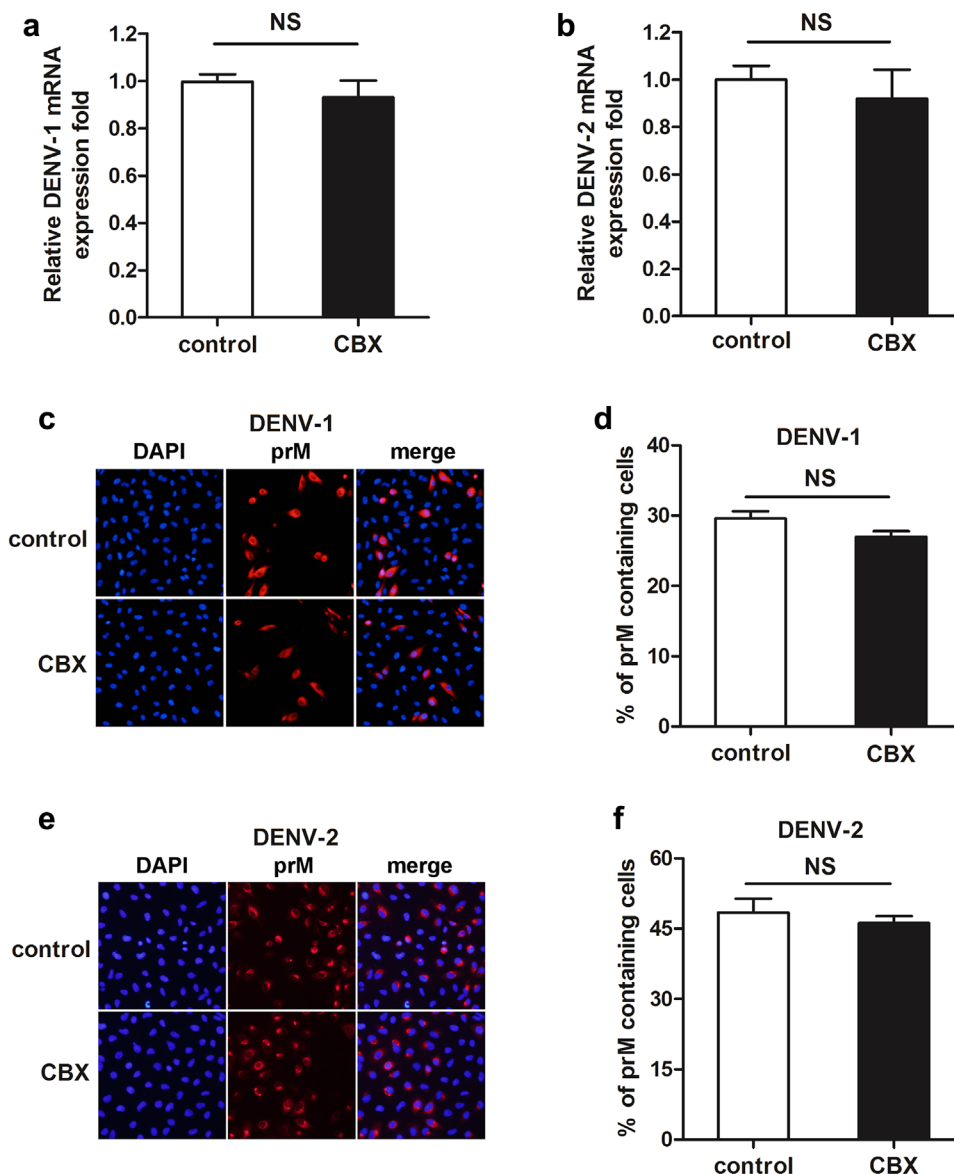 a
NS
Relative DENV-1 mRNA
expression fold
1.2
1.0
0.8
0.6
0.4
0.2
0.0
control
CBX
b
NS
Relative DENV-2 mRNA
expression fold
1.2
1.0
0.8
0.6
0.4
0.2
0.0
control
CBX
c
DENV-1
DAPI
prM
merge
control
CBX
d
DENV-1
NS
% of prM containing cells
40
30
20
10
0
control
CBX
e
DENV-2
DAPI
prM
merge
control
CBX
f
DENV-2
NS
% of prM containing cells
60
45
30
15
0
control
CBX